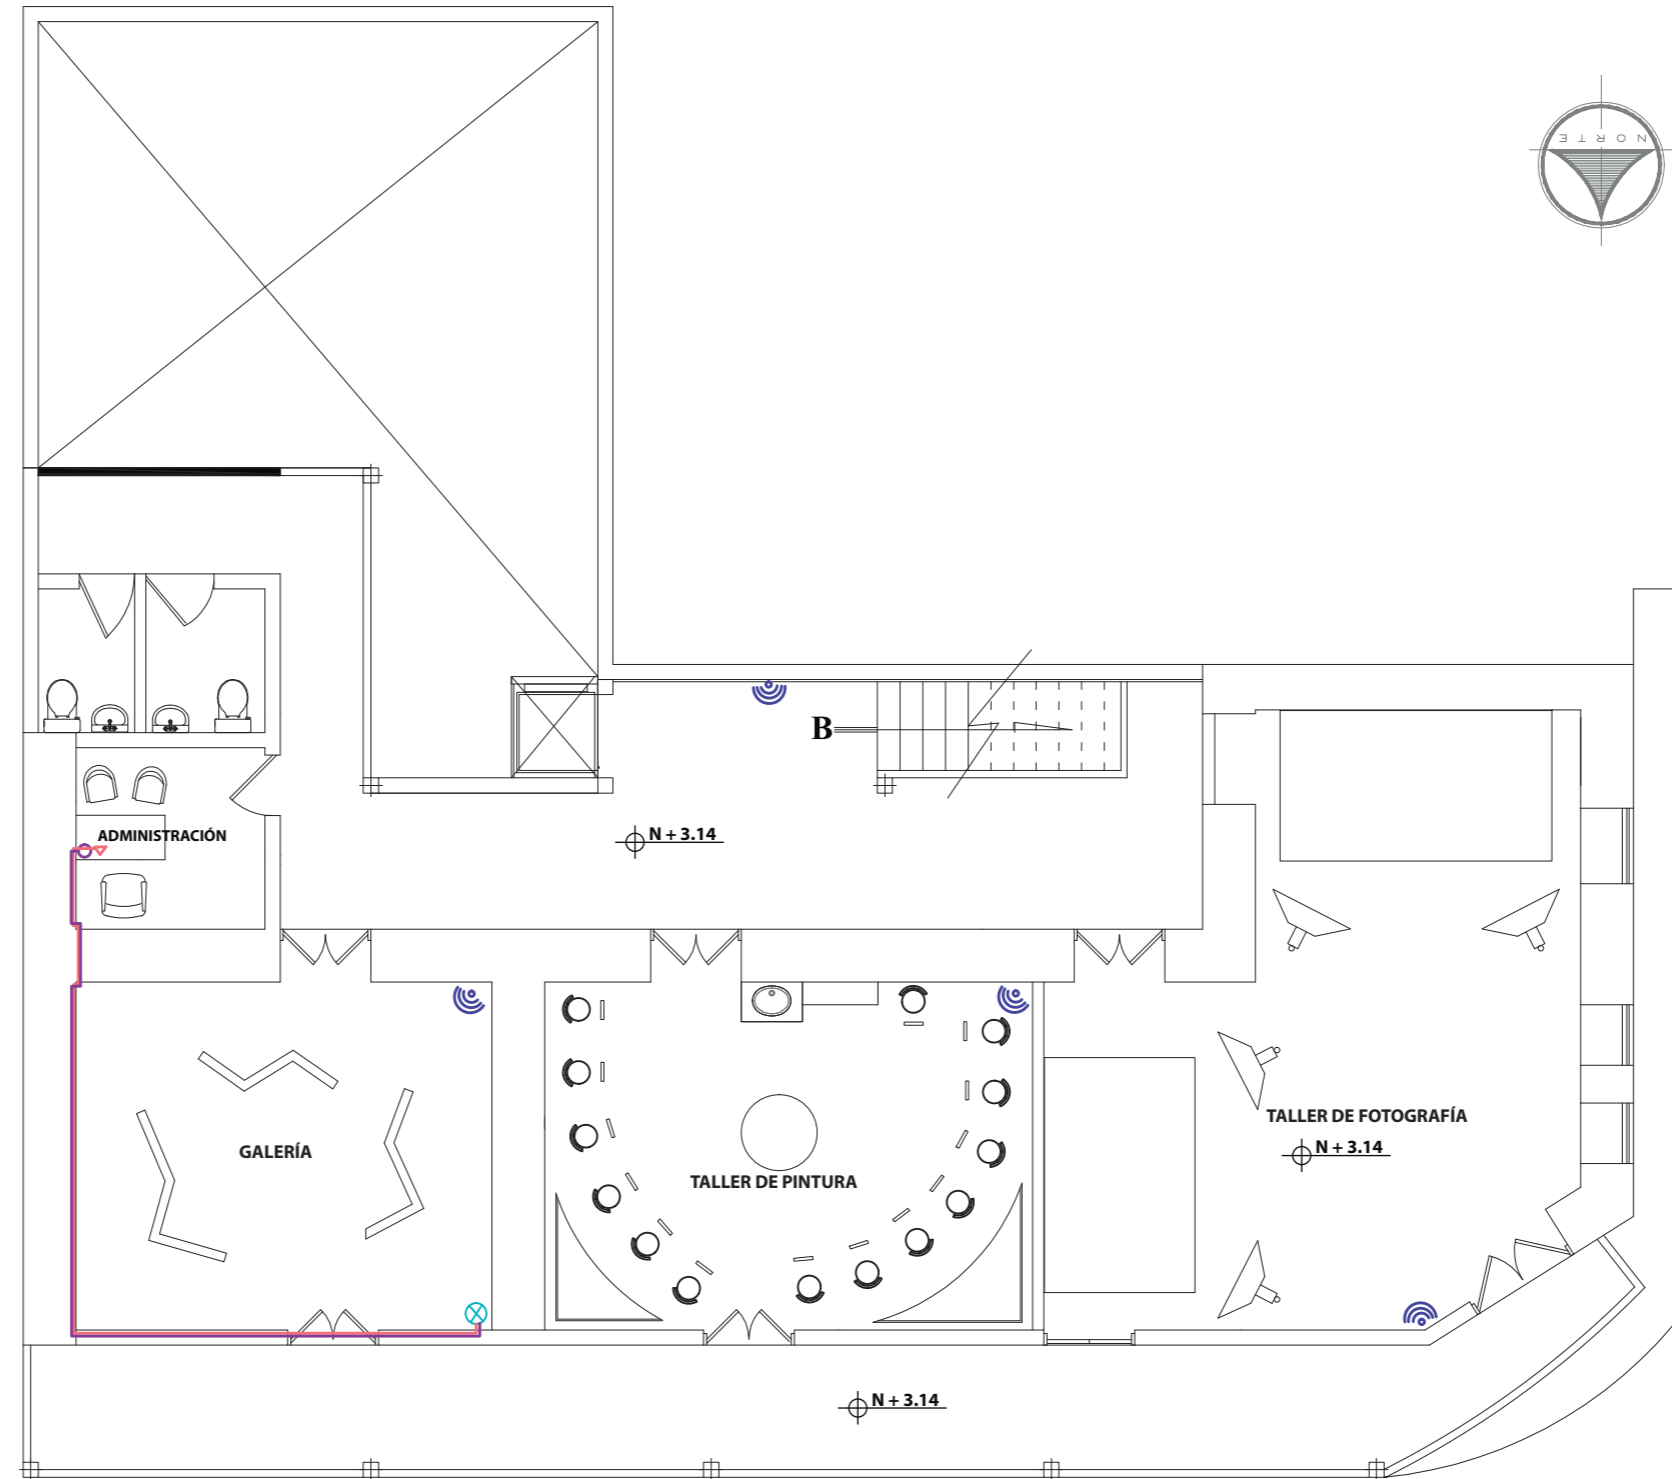 NORTE
B
N + 3.14
ADMINISTRACIÓN
GALERÍA
TALLER DE PINTURA
TALLER DE FOTOGRAFÍA
N + 3.14
N + 3.14